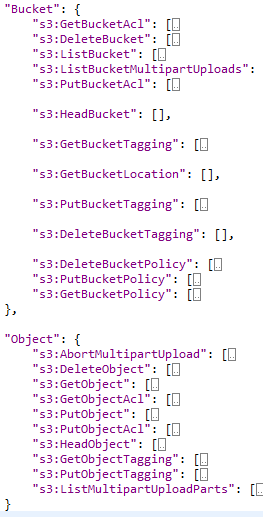 "Bucket": {
"s3:GetBucketAcl": [..
"s3:DeleteBucket": [..
"s3:ListBucket": [..
"s3:ListBucketMultipartUploads":
"s3:PutBucketAcl": [..
"s3:HeadBucket": [],
"s3:GetBucketTagging": [..
"s3:GetBucketLocation": [],
"s3:PutBucketTagging": [..
"s3:DeleteBucketTagging": [],
"s3:DeleteBucketPolicy": [..
"s3:PutBucketPolicy": [..
"s3:GetBucketPolicy": [..
},
"Object": {
"s3:AbortMultipartUpload": [..
"s3:DeleteObject": [..
"s3:GetObject": [..
"s3:GetObjectAcl": [..
"s3:PutObject": [..
"s3:PutObjectAcl": [..
"s3:HeadObject": [..
"s3:GetObjectTagging": [..
"s3:PutObjectTagging": [..
"s3:ListMultipartUploadParts": [..
}